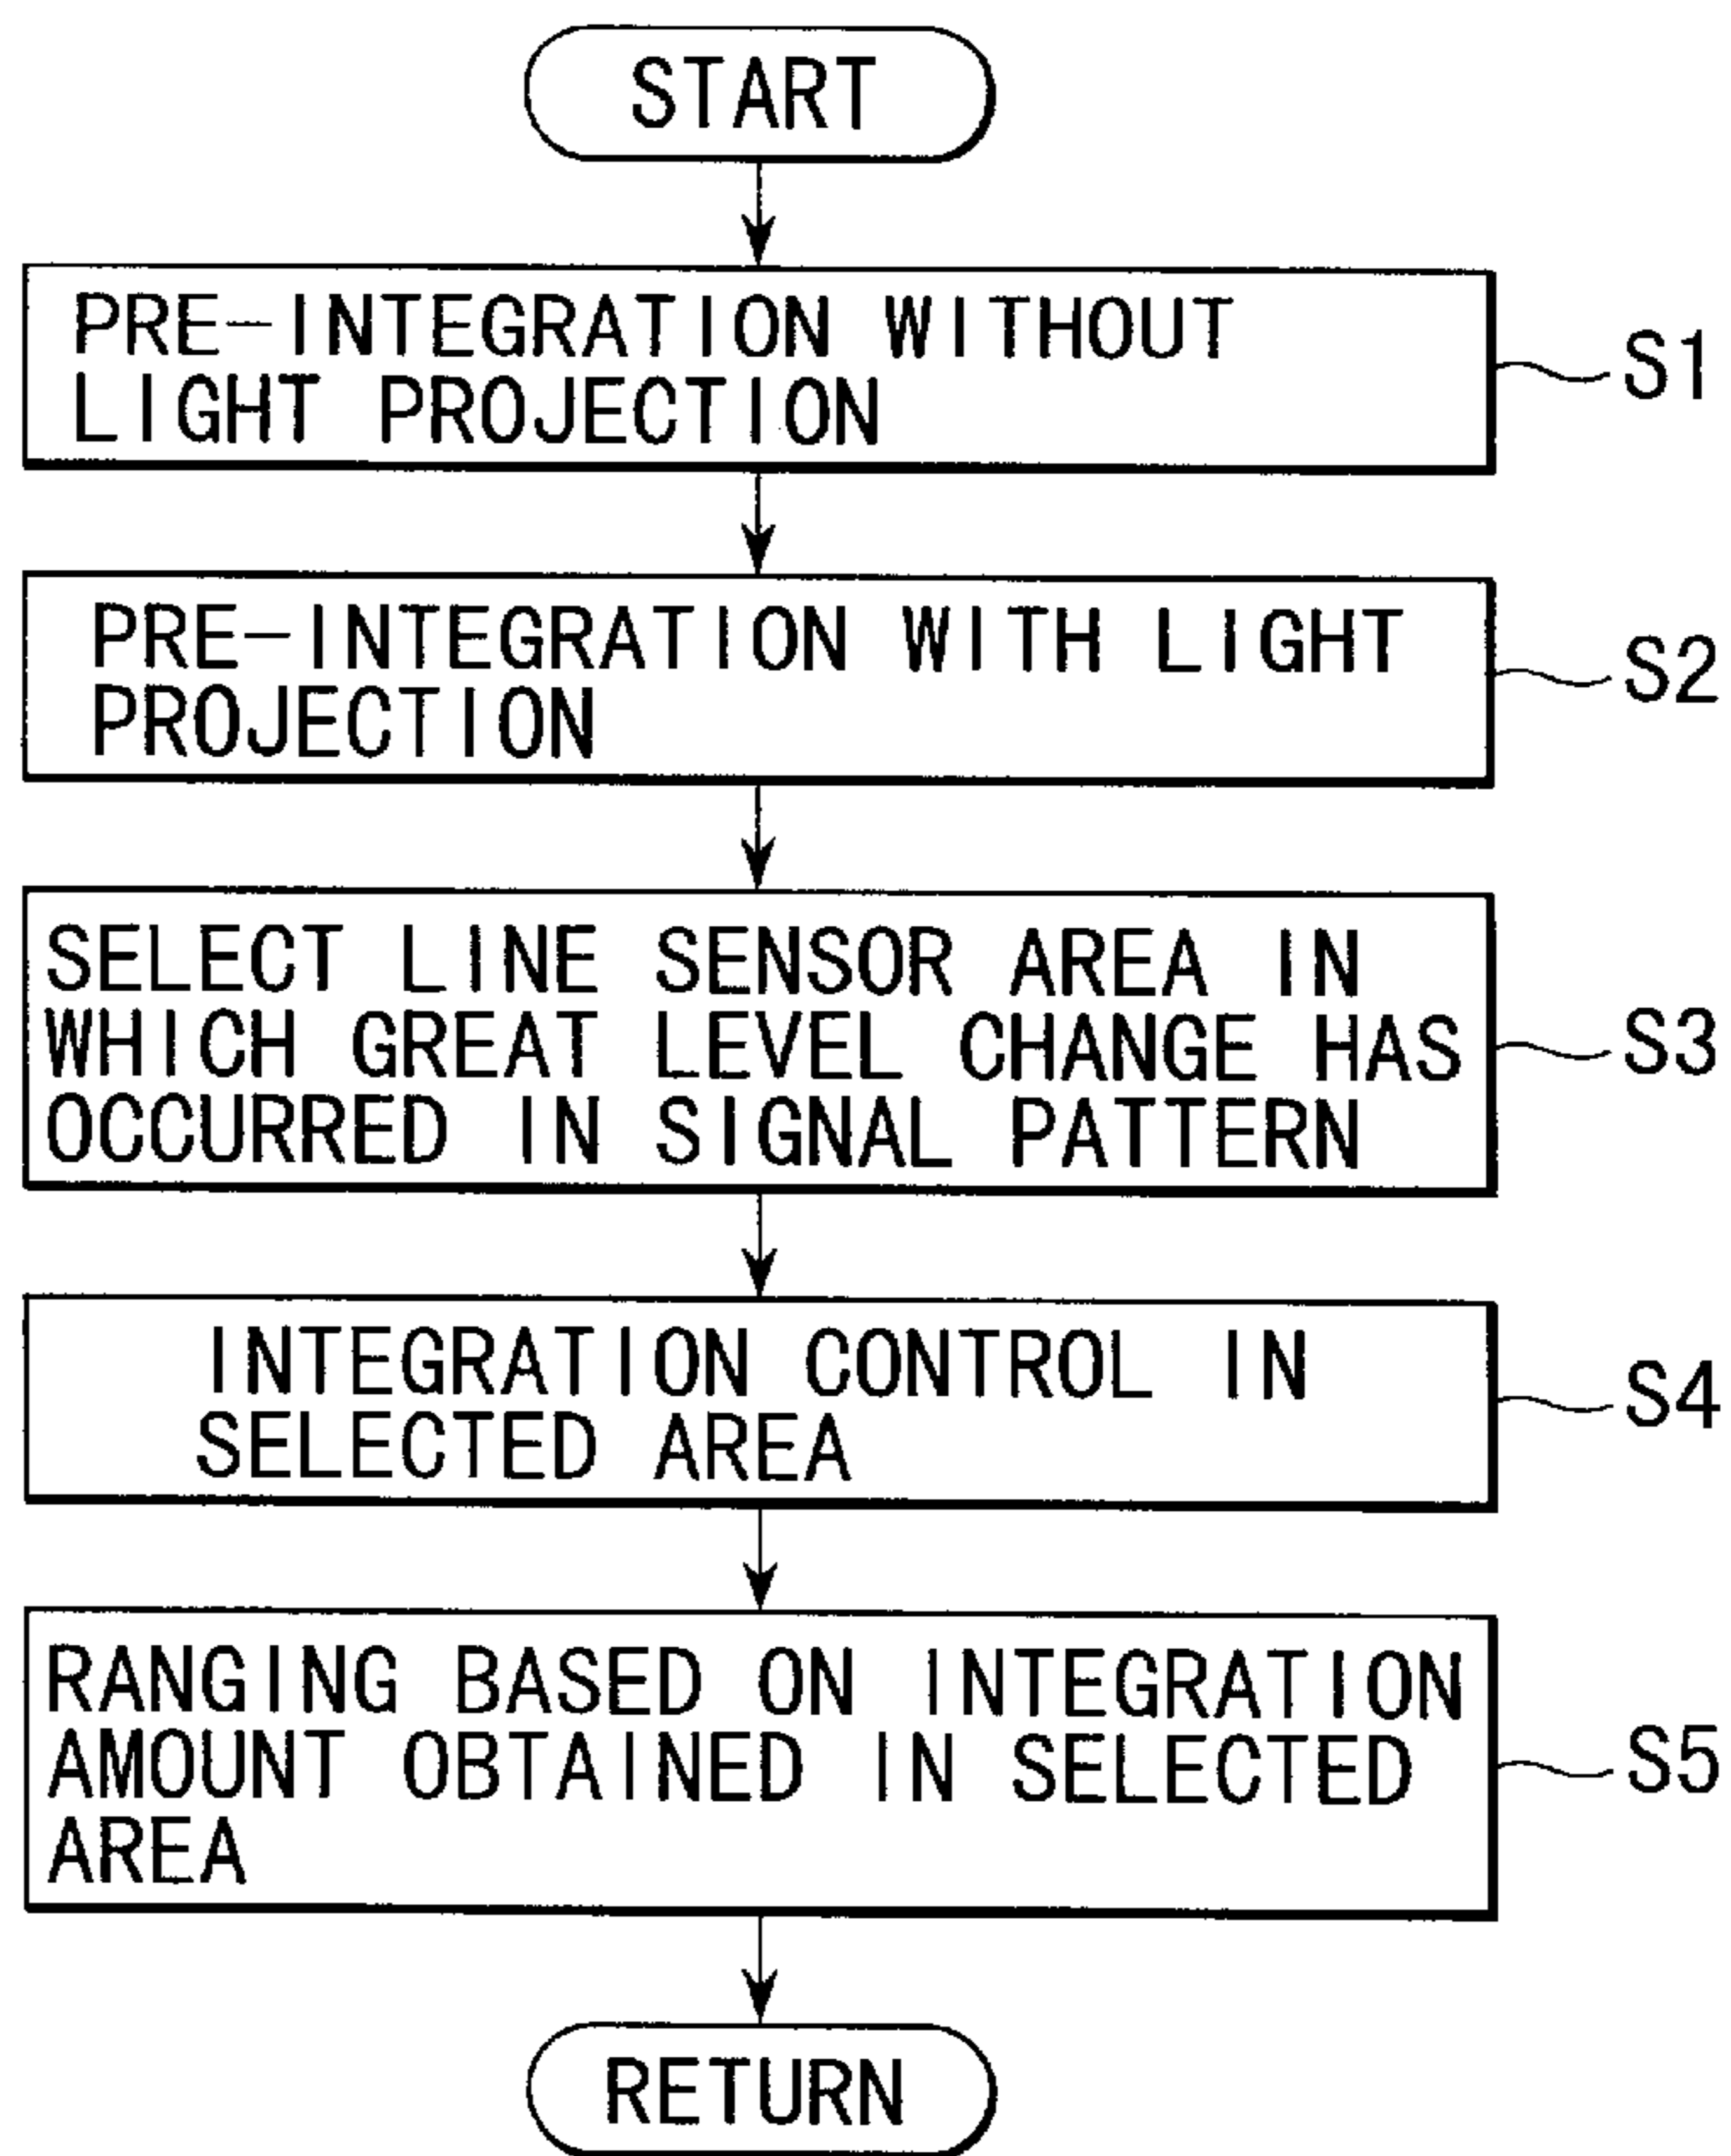 START
PRE-INTEGRATION WITHOUT
LIGHT PROJECTION
S1
PRE-INTEGRATION WITH LIGHT
PROJECTION
S2
SELECT LINE SENSOR AREA IN
WHICH GREAT LEVEL CHANGE HAS
OCCURRED IN SIGNAL PATTERN
S3
INTEGRATION CONTROL IN
SELECTED AREA
S4
RANGING BASED ON INTEGRATION
AMOUNT OBTAINED IN SELECTED
AREA
S5
RETURN